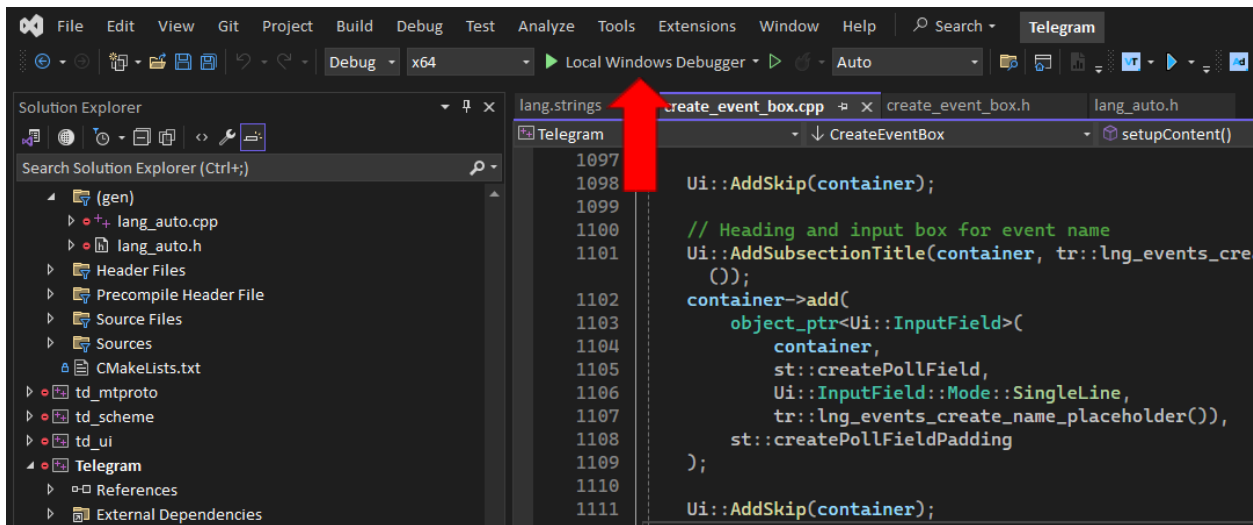 File Edit View Git Project Build Debug Test Analyze Tools Extensions Window Help Search Telegram
Debug x64 Local Windows Debugger Auto
Solution Explorer
Search Solution Explorer (Ctrl+;)
(gen)
lang_auto.cpp
lang_auto.h
Header Files
Precompile Header File
Source Files
Sources
CMakeLists.txt
td_mtproto
td_scheme
td_ui
Telegram
References
External Dependencies
lang.strings create_event_box.cpp create_event_box.h lang_auto.h
Telegram CreateEventBox setupContent()
1097
1098 Ui::AddSkip(container);
1099
1100 // Heading and input box for event name
1101 Ui::AddSubsectionTitle(container, tr::lng_events_cre
());
1102 container->add(
1103 object_ptr<Ui::InputField>(
1104 container,
1105 st::createPollField,
1106 Ui::InputField::Mode::SingleLine,
1107 tr::lng_events_create_name_placeholder()),
1108 st::createPollFieldPadding
1109 );
1110
1111 Ui::AddSkip(container);